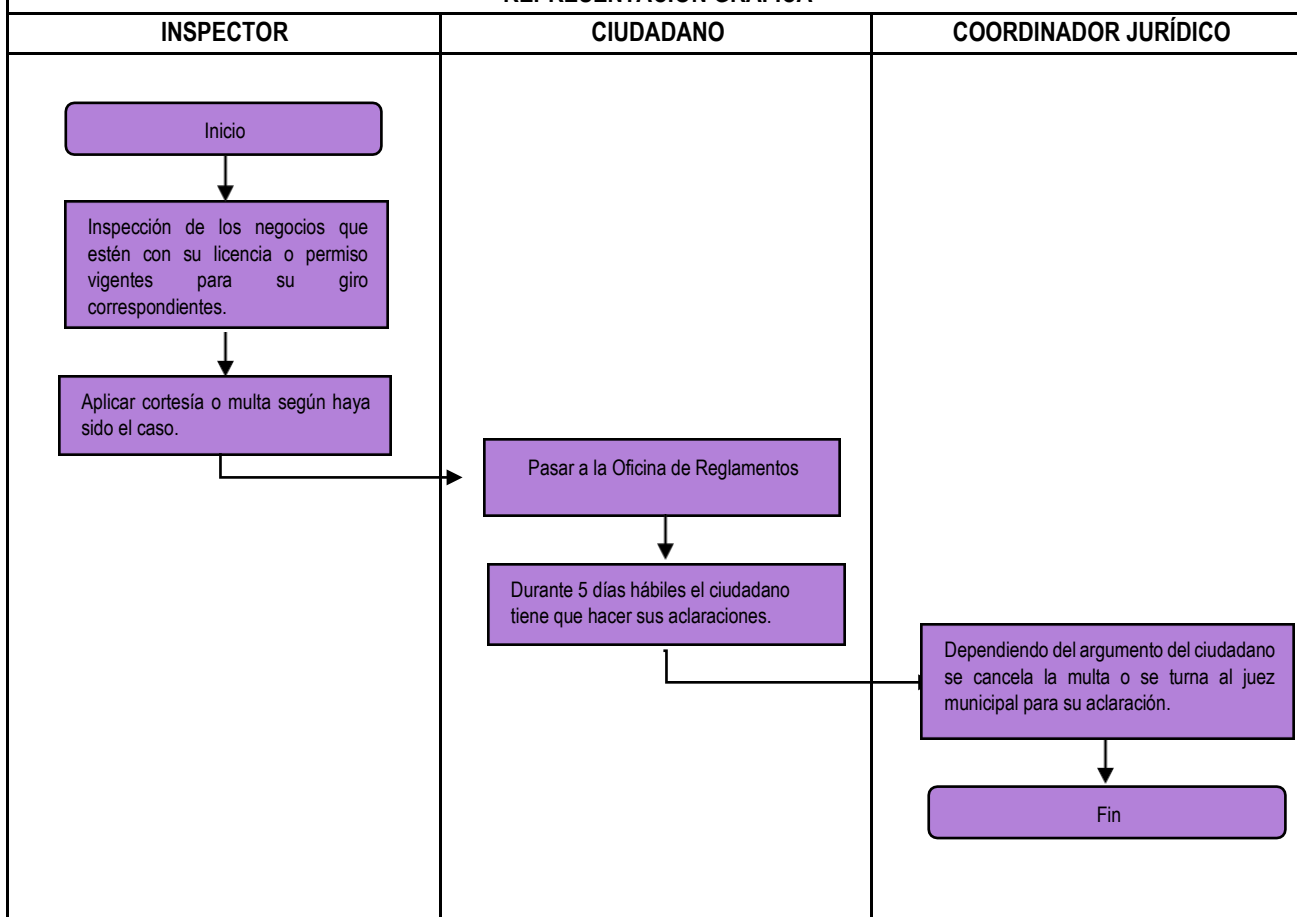 INSPECTOR
CIUDADANO
COORDINADOR JURÍDICO
Inicio
Inspección de los negocios que
estén con su licencia o permiso
vigentes para su giro
correspondientes.
Aplicar cortesía o multa según haya
sido el caso.
Pasar a la Oficina de Reglamentos
Durante 5 días hábiles el ciudadano
tiene que hacer sus aclaraciones.
Dependiendo del argumento del ciudadano
se cancela la multa o se turna al juez
municipal para su aclaración.
Fin